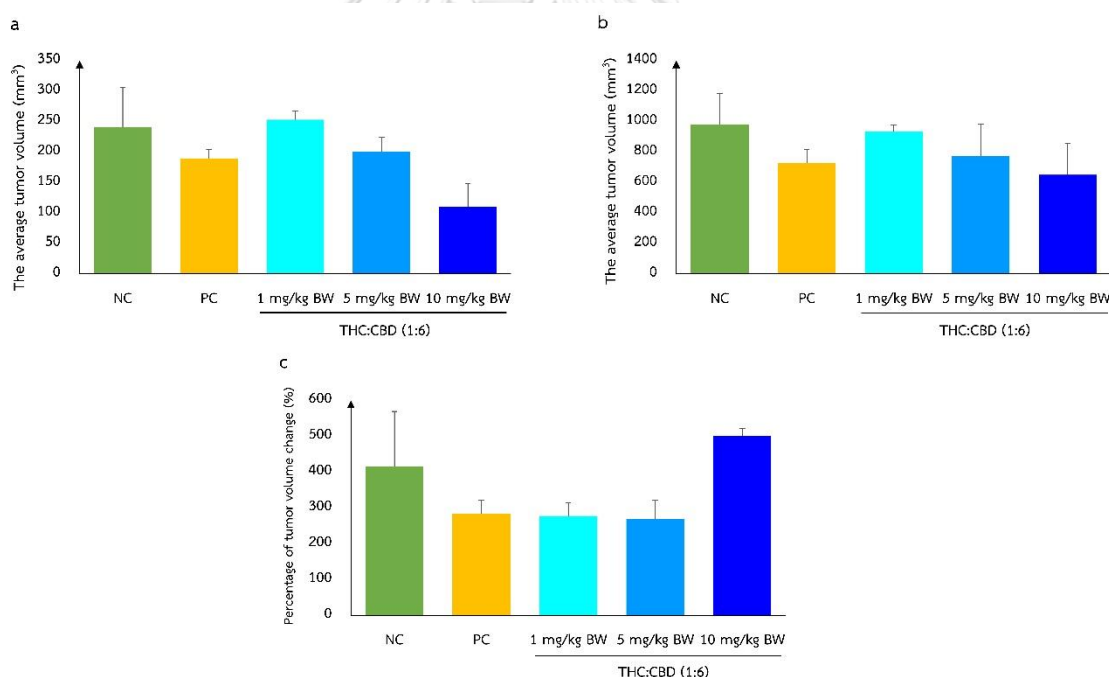 a
The average tumor volume (mm³)
350
300
250
200
150
100
50
0
NC PC 1 mg/kg BW 5 mg/kg BW 10 mg/kg BW
THC:CBD (1:6)
b
The average tumor volume (mm³)
1400
1200
1000
800
600
400
200
0
NC PC 1 mg/kg BW 5 mg/kg BW 10 mg/kg BW
THC:CBD (1:6)
c
Percentage of tumor volume change (%)
600
500
400
300
200
100
0
NC PC 1 mg/kg BW 5 mg/kg BW 10 mg/kg BW
THC:CBD (1:6)